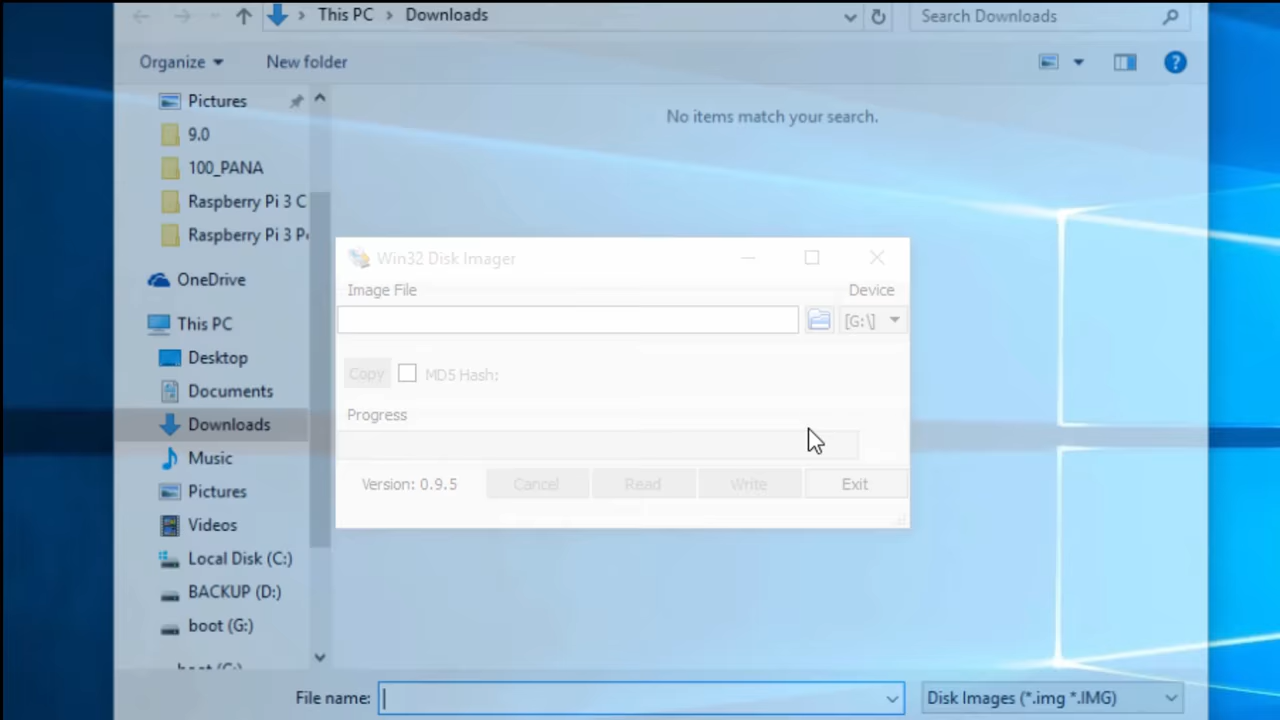 This PC > Downloads
Search Downloads
Organize
New folder
Pictures
No items match your search.
9.0
100_PANA
Raspberry Pi 3 C
Raspberry Pi 3 P
Win32 Disk Imager
OneDrive
Image File
Device
This PC
[G:\]
Desktop
Copy
MD5 Hash:
Documents
Progress
Downloads
Music
Version: 0.9.5
Cancel
Read
Write
Exit
Pictures
Videos
Local Disk (C:)
BACKUP (D:)
boot (G:)
boot (G:)
File name:
Disk Images (*.img *.IMG)